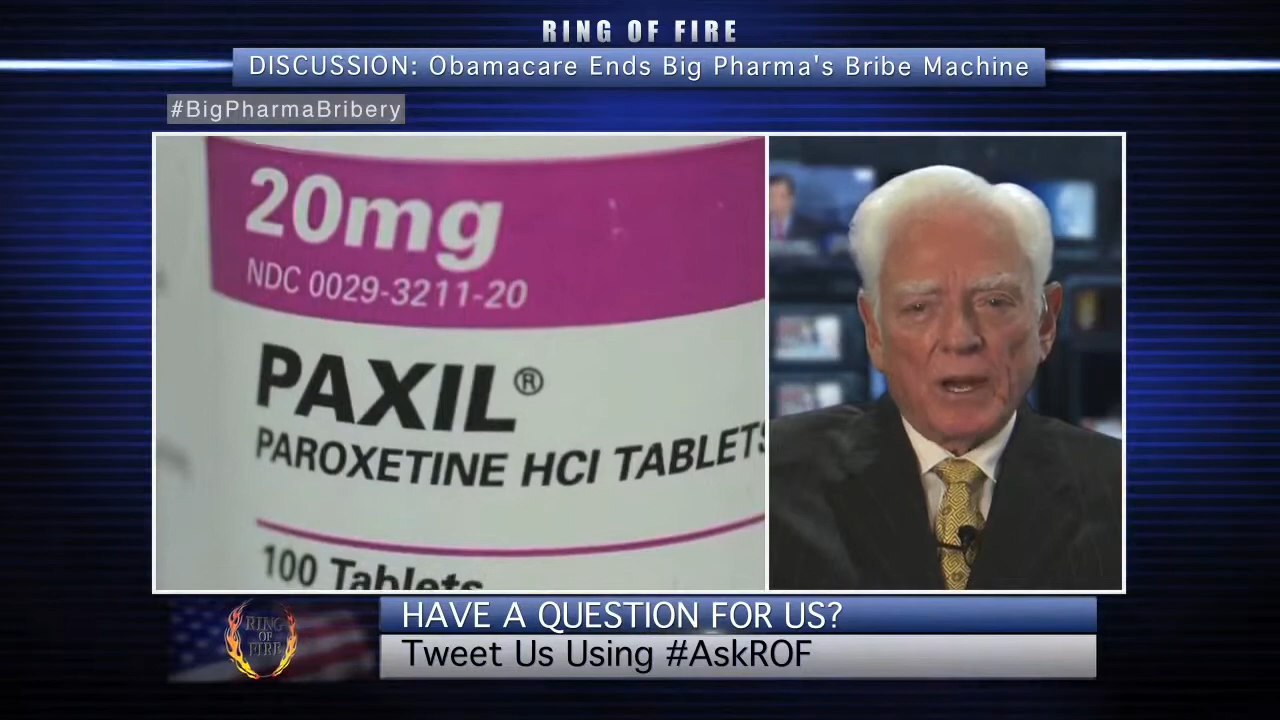 RING OF FIRE
DISCUSSION: Obamacare Ends Big Pharma's Bribe Machine
#BigPharmaBribery
20mg
NDC 0029-3211-20
PAXIL®
PAROXETINE HCI TABLETS
100 Tablets
RING
OF
FIRE
HAVE A QUESTION FOR US?
Tweet Us Using #AskROF